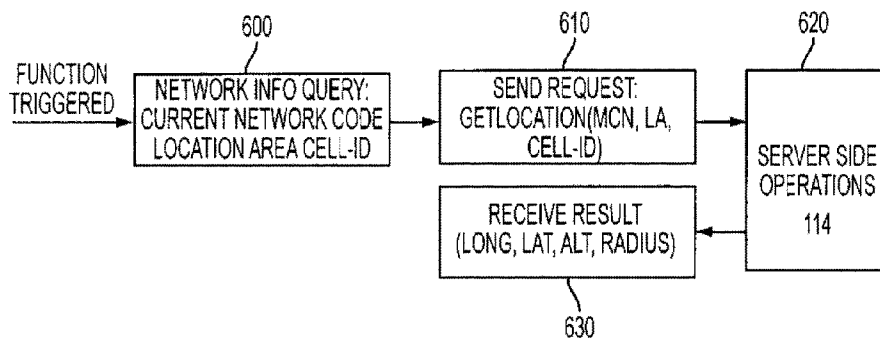 600
610
620
FUNCTION
TRIGGERED
NETWORK INFO QUERY:
CURRENT NETWORK CODE
LOCATION AREA CELL-ID
SEND REQUEST:
GETLOCATION(MCN, LA,
CELL-ID)
SERVER SIDE
OPERATIONS
114
RECEIVE RESULT
(LONG, LAT, ALT, RADIUS)
630